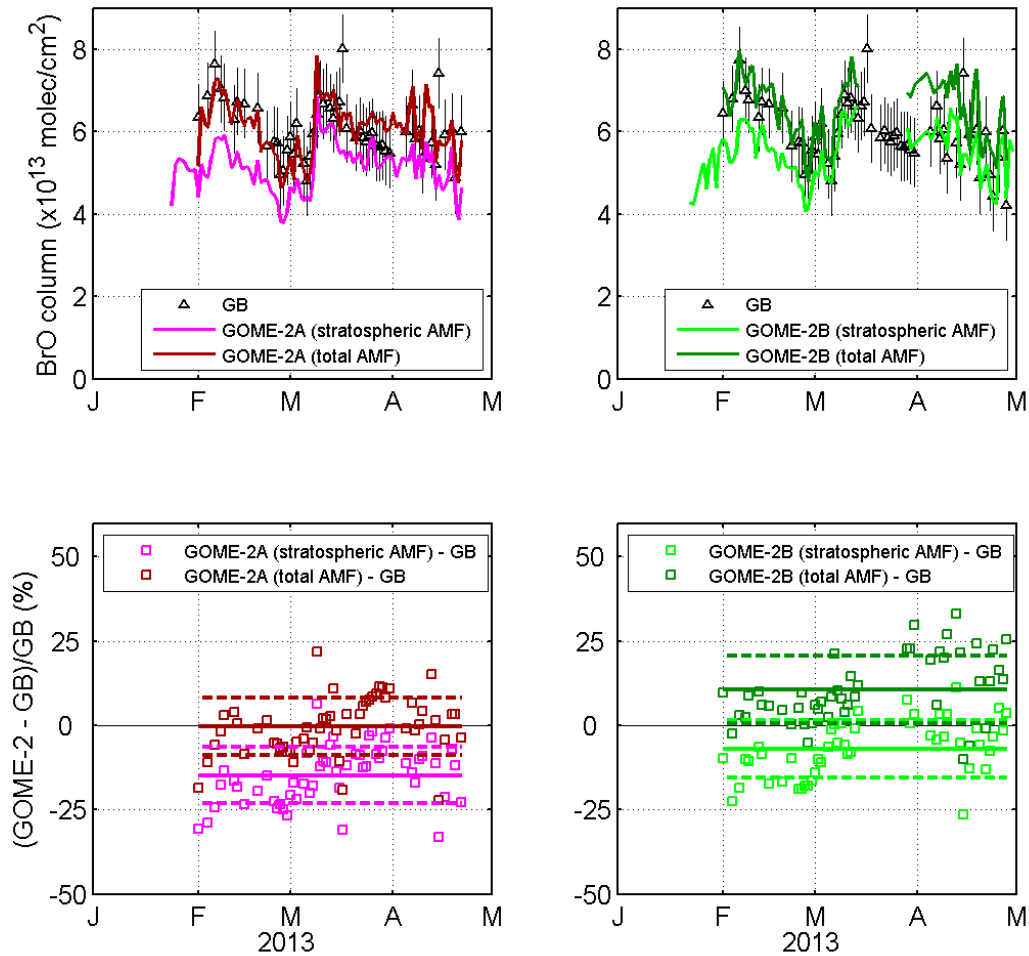 BrO column (x10^13 molec/cm^2)
8
6
4
2
0
GB
GOME-2A (stratospheric AMF)
GOME-2A (total AMF)
J F M A M
8
6
4
2
0
GB
GOME-2B (stratospheric AMF)
GOME-2B (total AMF)
J F M A M
(GOME-2 - GB)/GB (%)
50
25
0
-25
-50
GOME-2A (stratospheric AMF) - GB
GOME-2A (total AMF) - GB
J F M A M
2013
50
25
0
-25
-50
GOME-2B (stratospheric AMF) - GB
GOME-2B (total AMF) - GB
J F M A M
2013